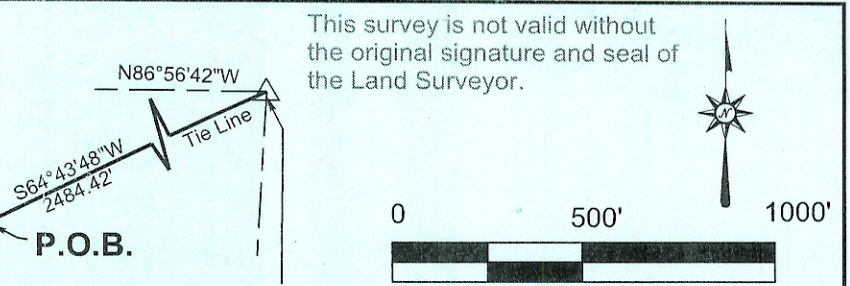 This survey is not valid without
the original signature and seal of
the Land Surveyor.
N86°56'42"W
Tie Line
S64°43'48"W
2484.42'
P.O.B.
N
0 500' 1000'